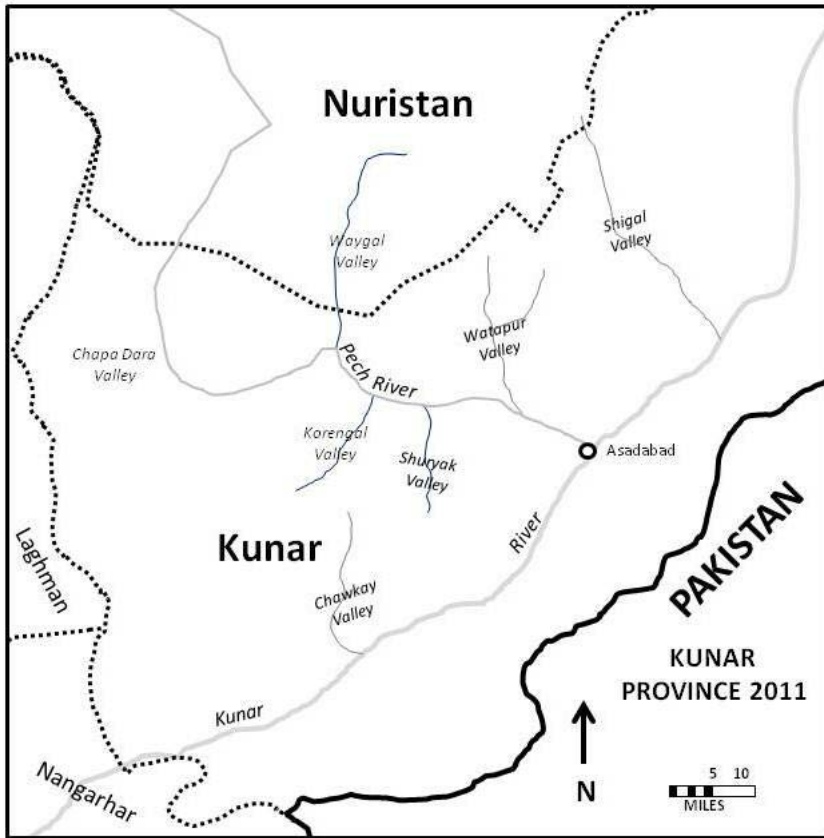 Nuristan
Waygal
Valley
Shigal
Valley
Chapa Dara
Valley
Pech River
Watapur
Valley
Korengal
Valley
Shuryak
Valley
Asadabad
Kunar
River
PAKISTAN
Laghman
Chawkay
Valley
KUNAR
PROVINCE 2011
Kunar
Nangarhar
N
5 10
MILES